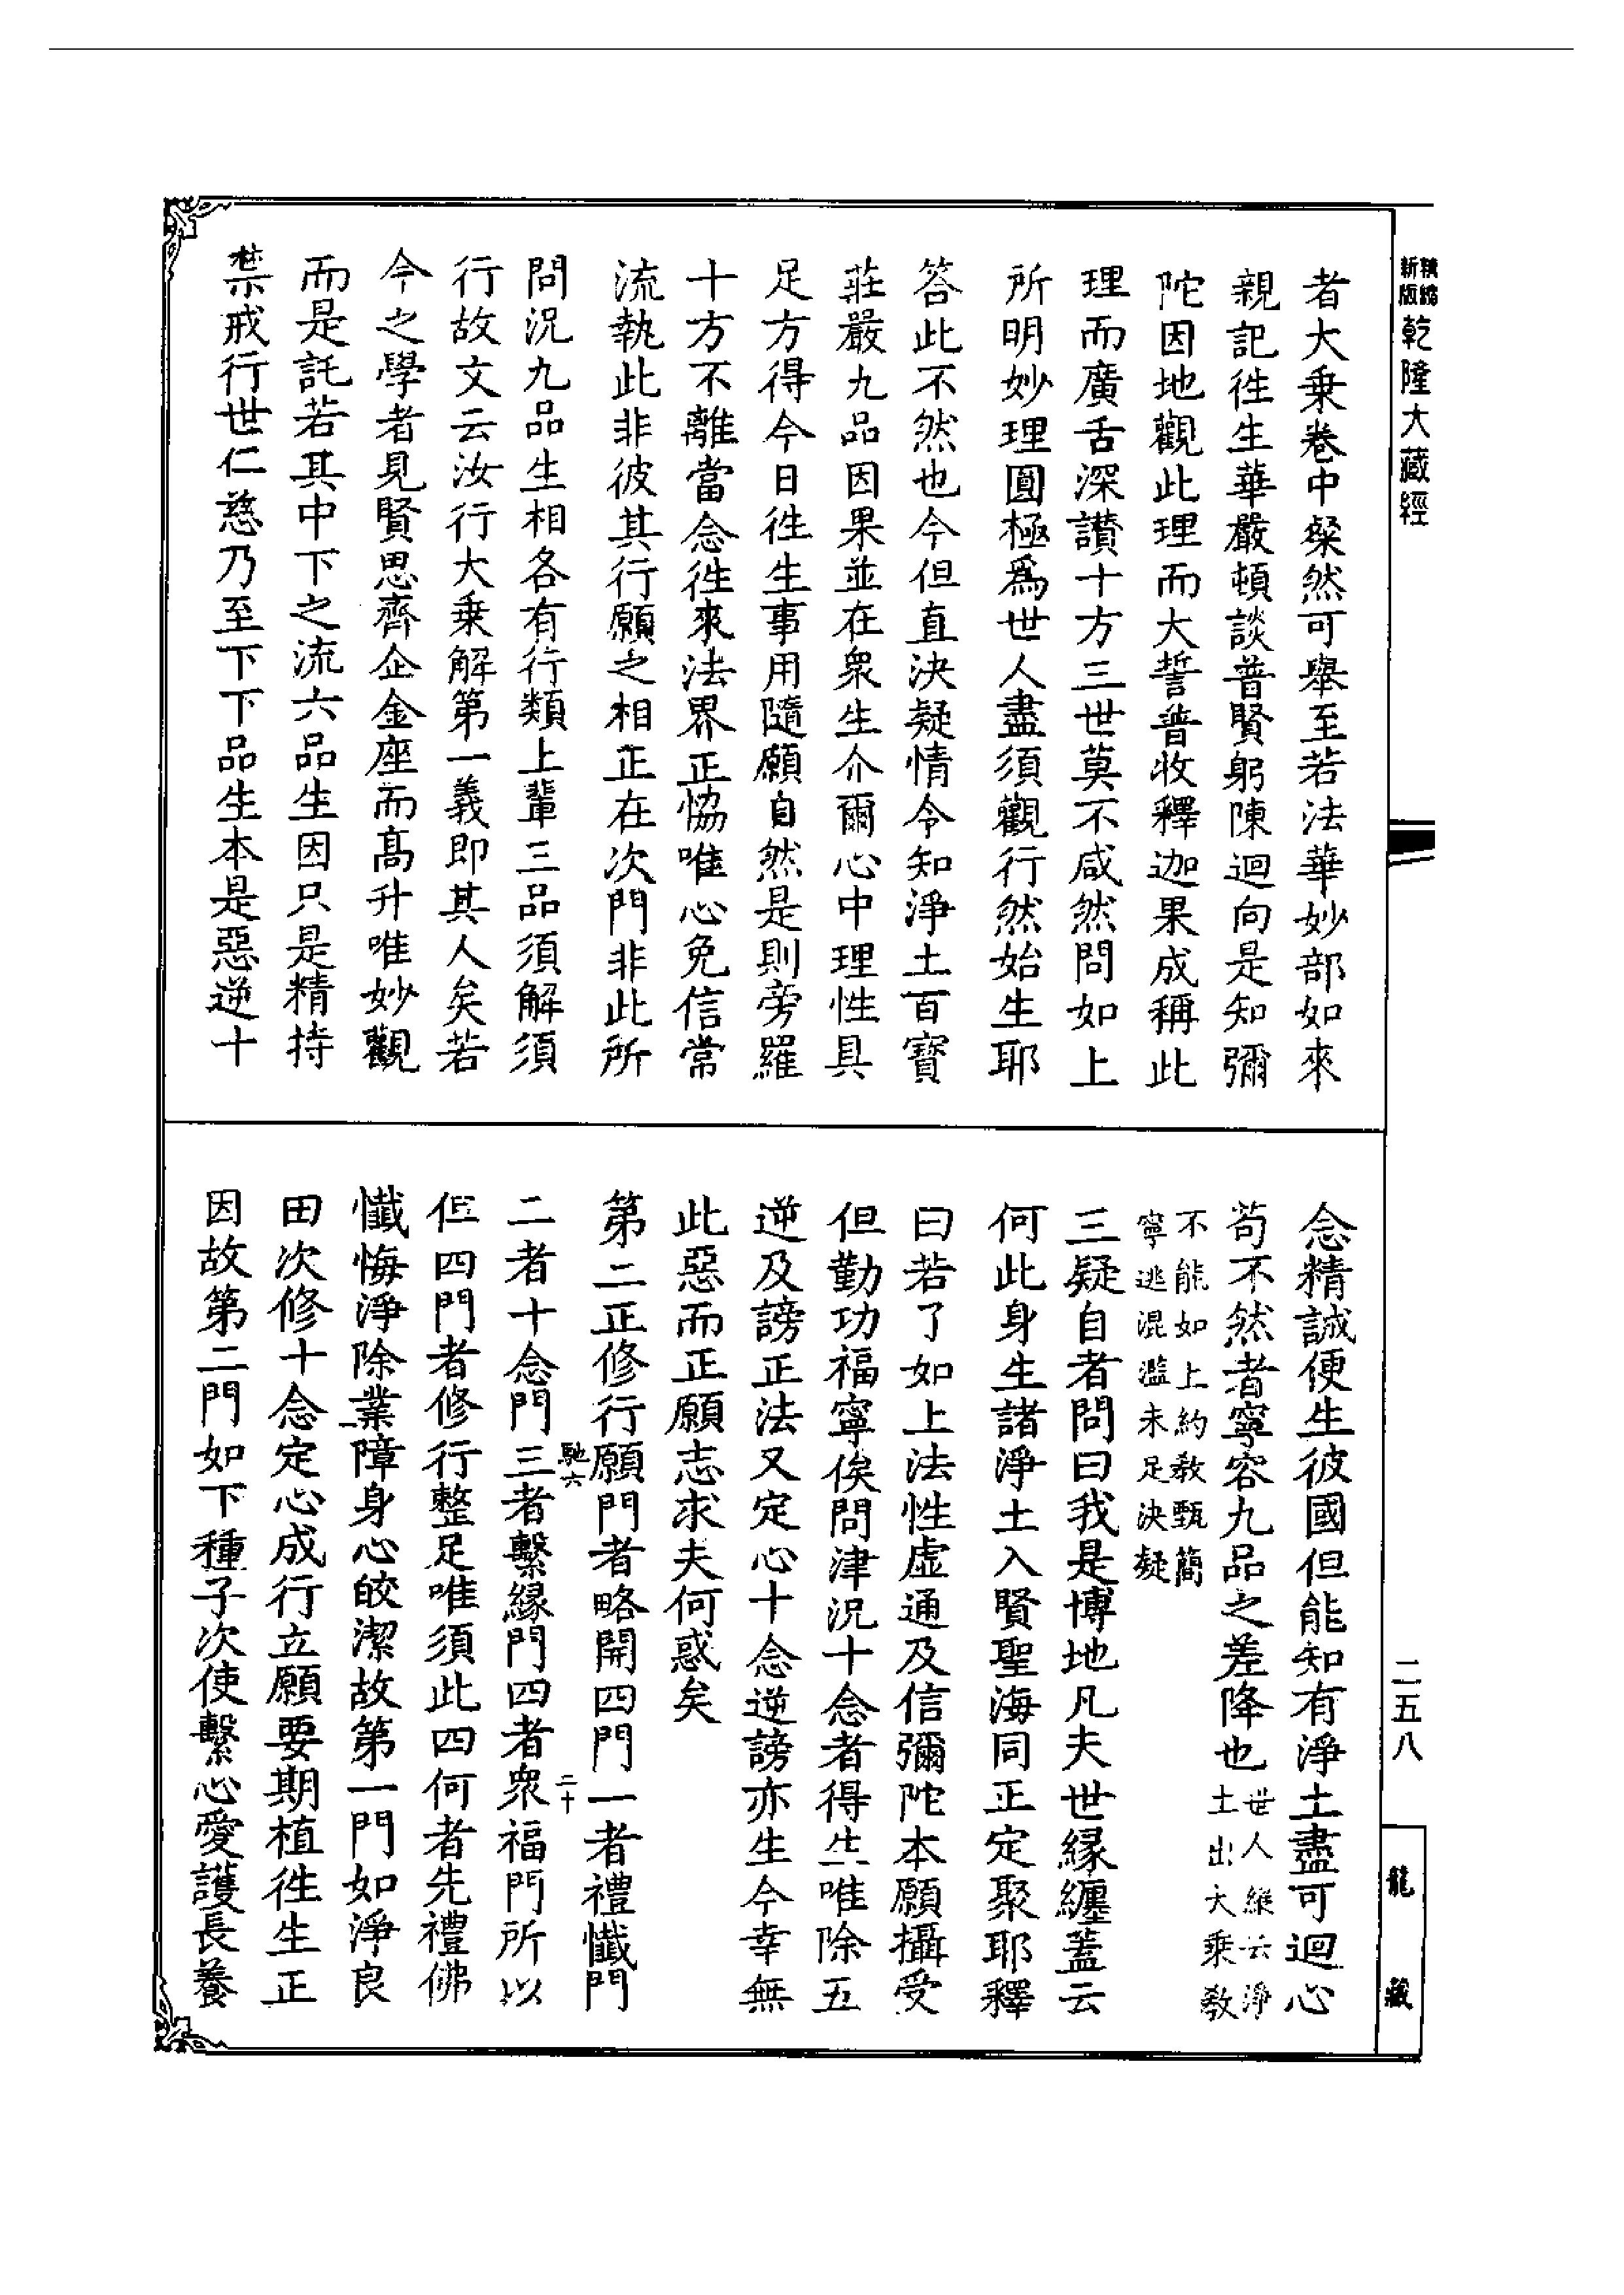 精縮新版乾隆大藏經
者大乗卷中粲然可舉至若法華妙部如來
親記徃生華嚴頓談普賢躬陳迴向是知彌
陀因地觀此理而大誓普收釋迦果成稱此
理而廣舌深讃十方三世莫不咸然問如上
所明妙理圓極爲世人盡須觀行然始生耶
答此不然也今但直決疑情令知淨土百寳
莊嚴九品因果並在衆生介爾心中理性具
足方得今日徃生事用隨願自然是則旁羅
十方不離當念徃來法界正恊唯心免信常
流執此非彼其行願之相正在次門非此所
問況九品生相各有行類上輩三品須解須
行故文云汝行大乗解第一義即其人矣若
今之學者見賢思齊企金座而髙升唯妙觀
而是託若其中下之流六品生因只是精持
禁戒行世仁慈乃至下下品生本是惡逆十
念精誠便生彼國但能知有淨土盡可迴心
苟不然者寧容九品之差降也世人縱云淨土出大乘教
不能如上約教甄簡寧逃混濫未足決疑
三疑自者問曰我是博地凡夫世縁纏蓋云
何此身生諸淨土入賢聖海同正定聚耶釋
曰若了如上法性虚通及信彌陀本願攝受
但勤功福寧俟問津況十念者得生唯除五
逆及謗正法又定心十念逆謗亦生今幸無
此惡而正願志求夫何惑矣
第二正修行願門者略開四門一者禮懺門
馳六 二十
二者十念門三者繫縁門四者衆福門所以
但四門者修行整足唯須此四何者先禮佛
懺悔淨除業障身心皎潔故第一門如淨良
田次修十念定心成行立願要期植徃生正
因故第二門如下種子次使繫心愛護長養
二五八
龍藏